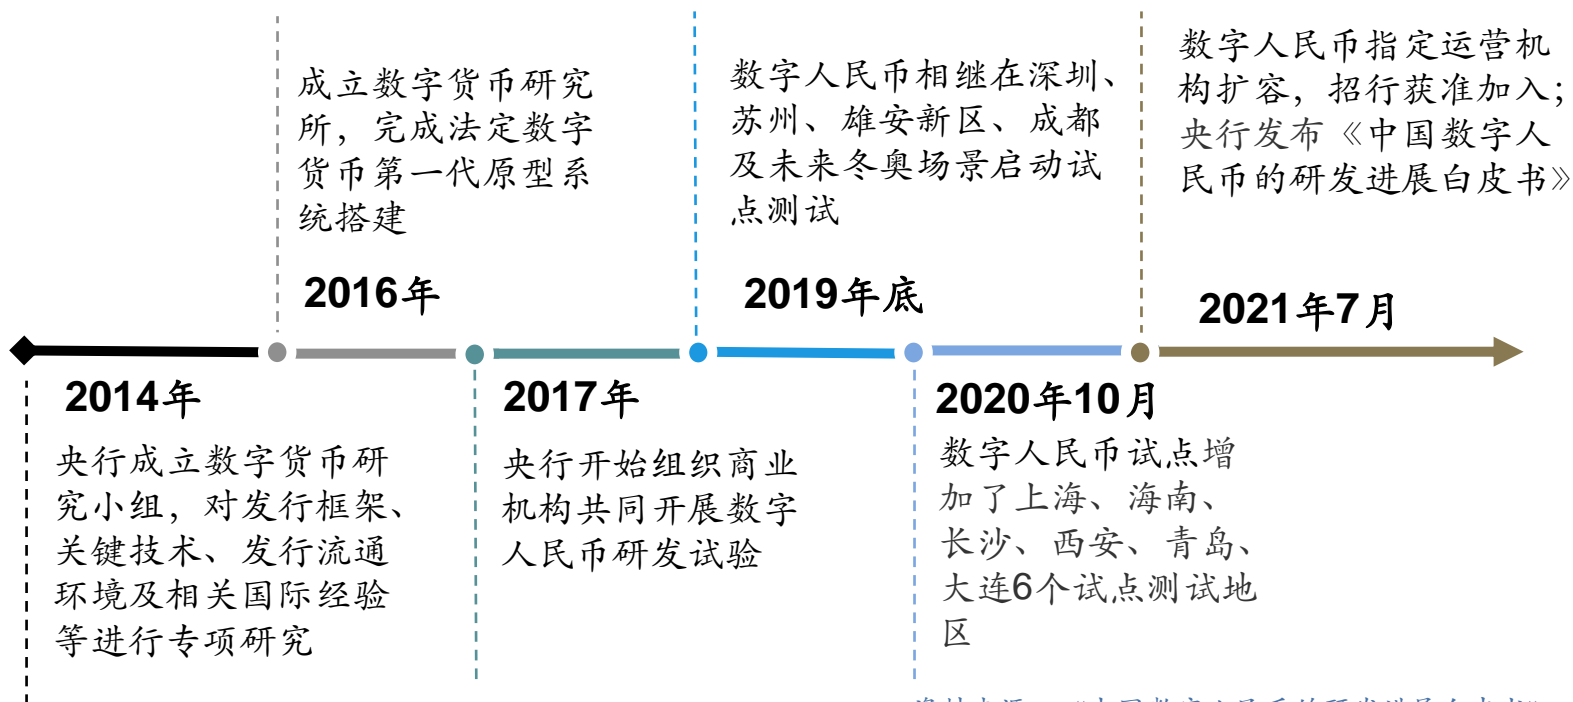 成立数字货币研究
所，完成法定数字
货币第一代原型系
统搭建
2016年
数字人民币相继在深圳、
苏州、雄安新区、成都
及未来冬奥场景启动试
点测试
2019年底
数字人民币指定运营机
构扩容，招行获准加入；
央行发布《中国数字人
民币的研发进展白皮书》
2021年7月
2014年
央行成立数字货币研
究小组，对发行框架、
关键技术、发行流通
环境及相关国际经验
等进行专项研究
2017年
央行开始组织商业
机构共同开展数字
人民币研发试验
2020年10月
数字人民币试点增
加了上海、海南、
长沙、西安、青岛、
大连6个试点测试地
区